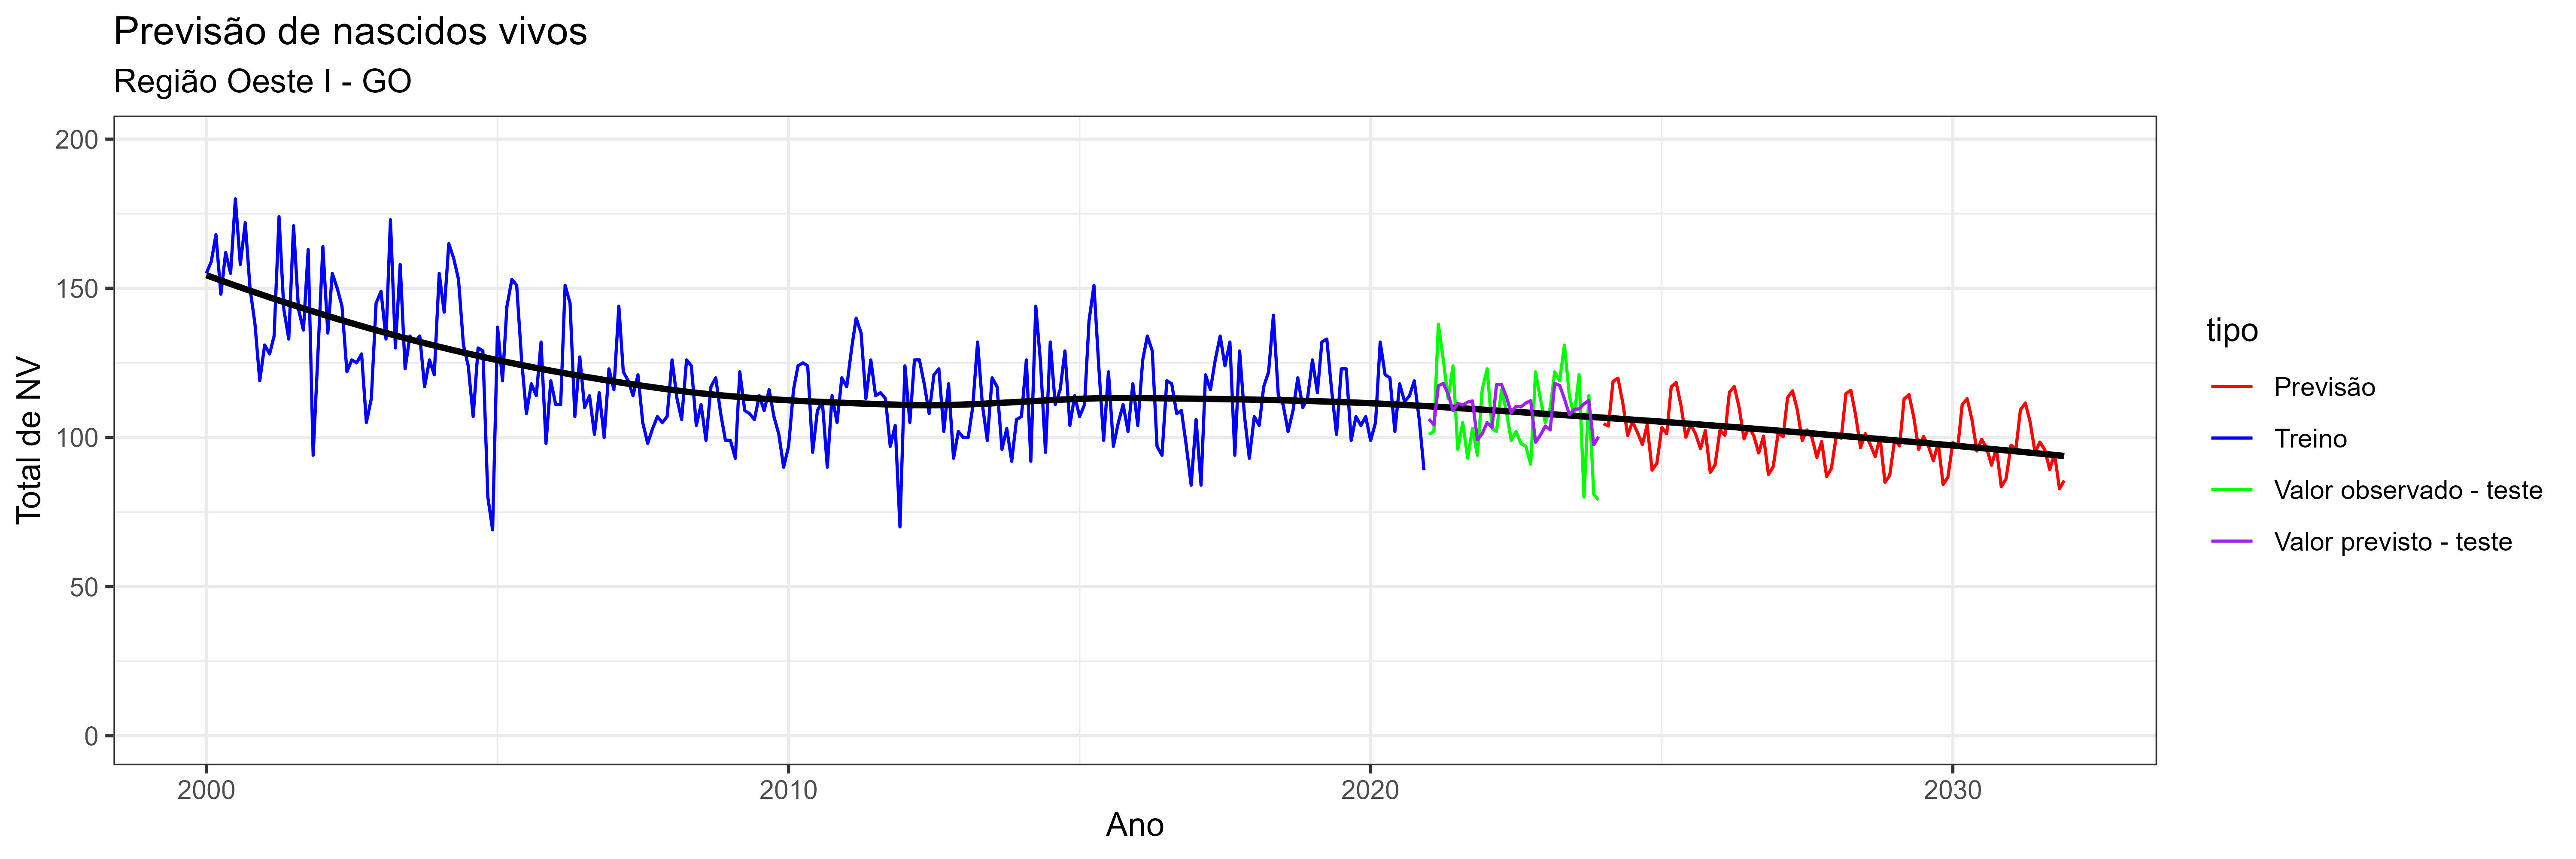 Previsão de nascidos vivos
Região Oeste I - GO
Total de NV
200
150
100
50
0
2000
2010
2020
2030
Ano
tipo
Previsão
Treino
Valor observado - teste
Valor previsto - teste